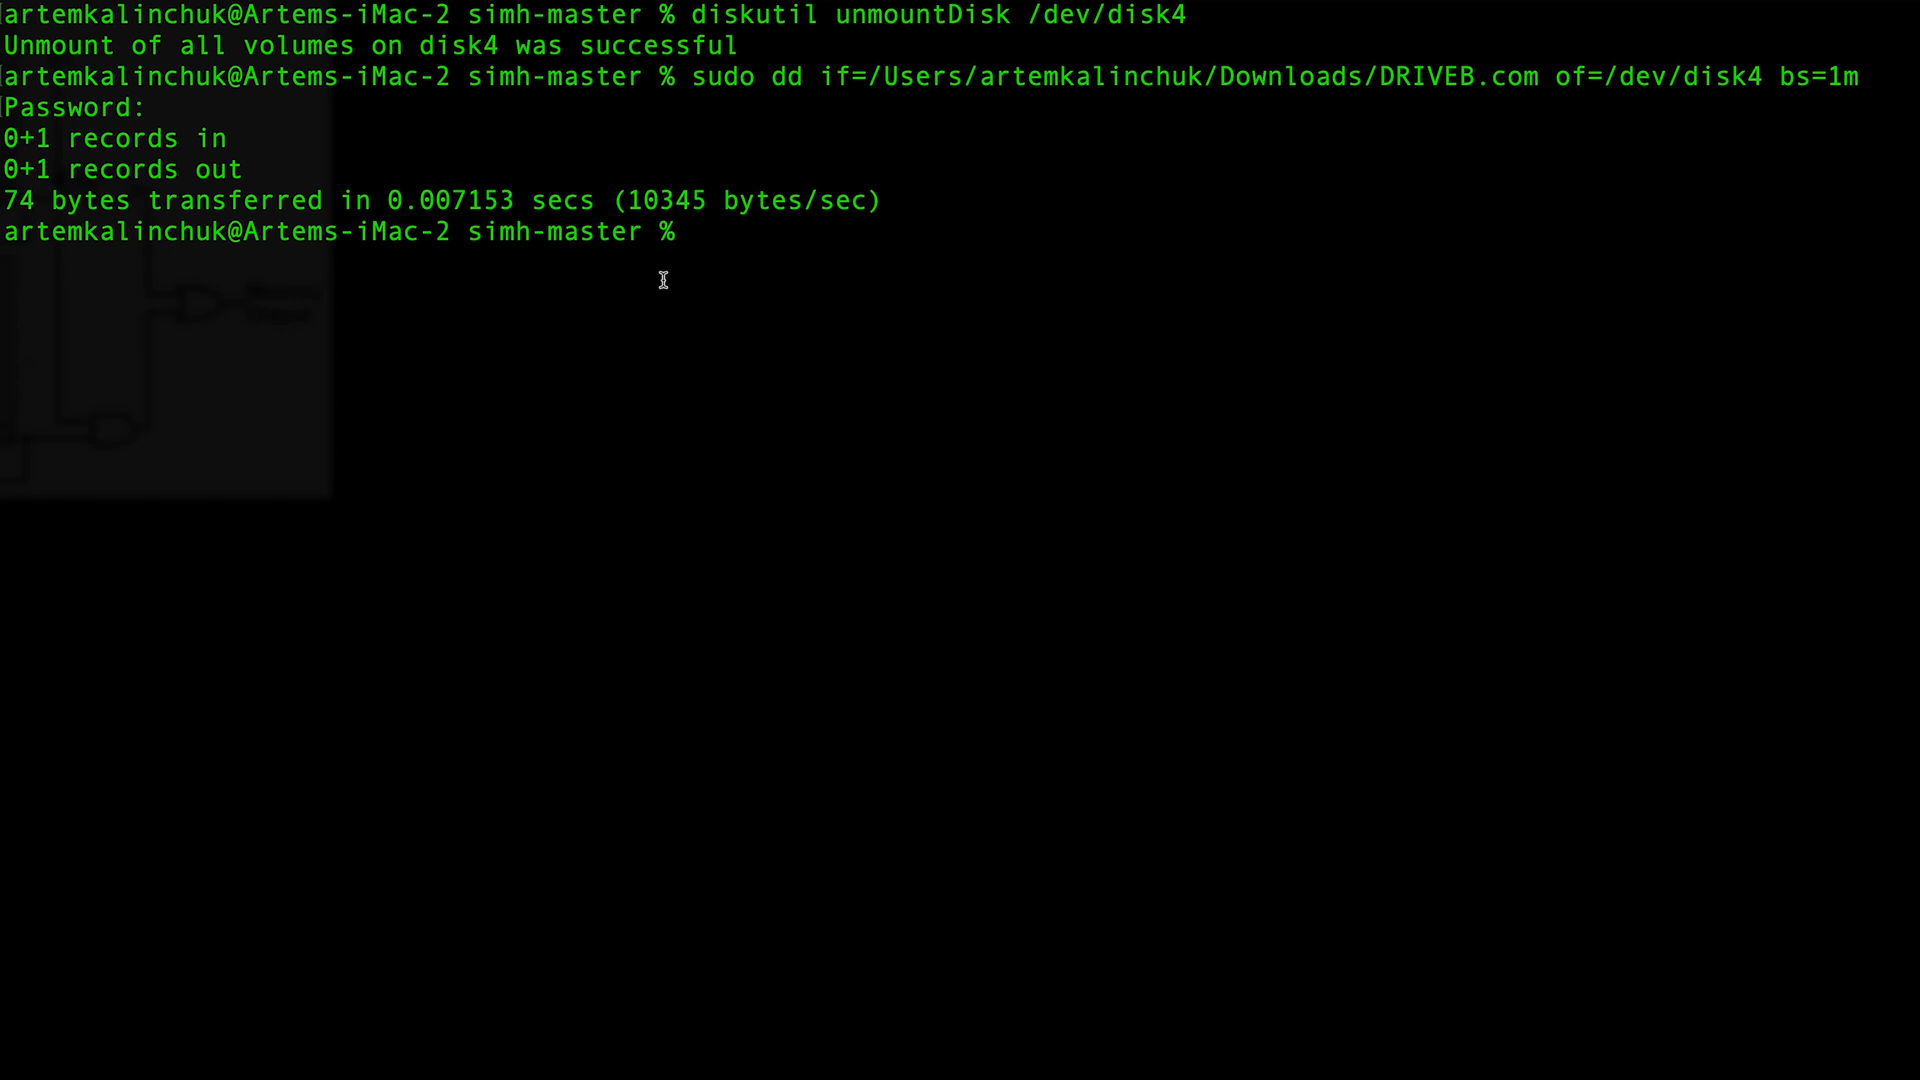 artemkalinchuk@Artems-iMac-2 simh-master % diskutil unmountDisk /dev/disk4
Unmount of all volumes on disk4 was successful
artemkalinchuk@Artems-iMac-2 simh-master % sudo dd if=/Users/artemkalinchuk/Downloads/DRIVEB.com of=/dev/disk4 bs=1m
Password:
0+1 records in
0+1 records out
74 bytes transferred in 0.007153 secs (10345 bytes/sec)
artemkalinchuk@Artems-iMac-2 simh-master %